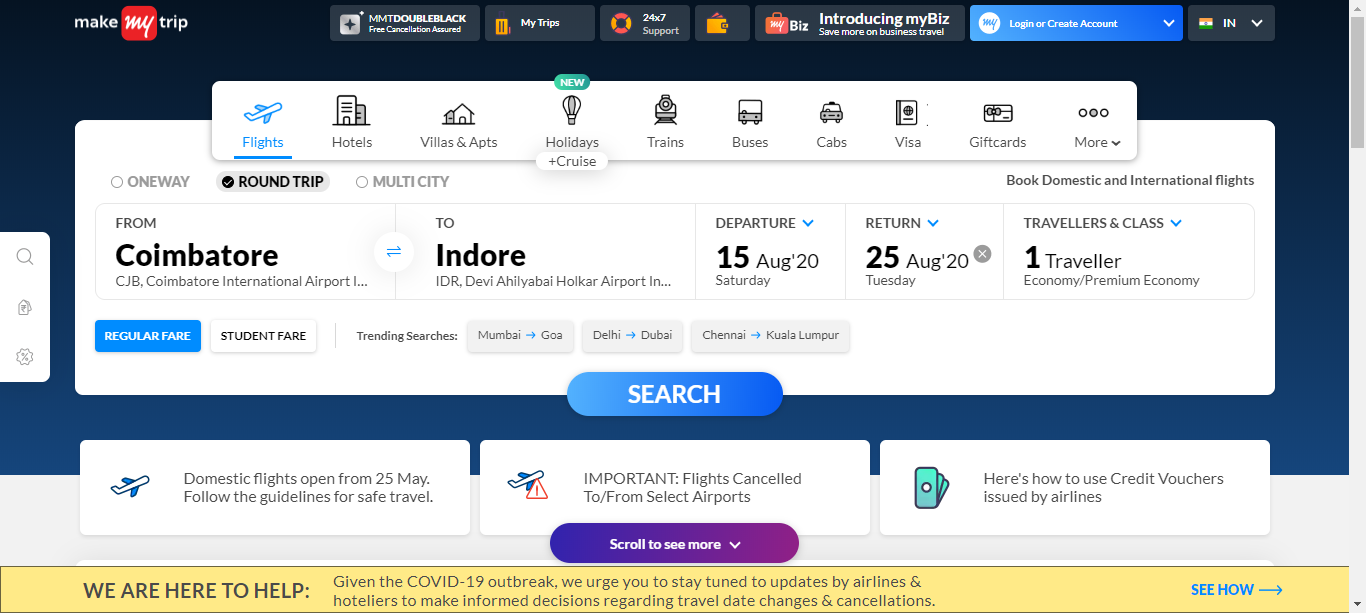 make my trip
MMTDOUBLEBLACK
Free Cancellation Assured
My Trips
24x7
Support
my Biz
Introducing myBiz
Save more on business travel
my
Login or Create Account
IN
NEW
Flights
Hotels
Villas & Apts
Holidays
+Cruise
Trains
Buses
Cabs
Visa
Giftcards
More
ONEWAY
ROUND TRIP
MULTI CITY
Book Domestic and International flights
FROM
Coimbatore
CJB, Coimbatore International Airport I...
TO
Indore
IDR, Devi Ahilyabai Holkar Airport In...
DEPARTURE
15 Aug'20
Saturday
RETURN
25 Aug'20
Tuesday
TRAVELLERS & CLASS
1 Traveller
Economy/Premium Economy
REGULAR FARE
STUDENT FARE
Trending Searches:
Mumbai → Goa
Delhi → Dubai
Chennai → Kuala Lumpur
SEARCH
Domestic flights open from 25 May.
Follow the guidelines for safe travel.
IMPORTANT: Flights Cancelled
To/From Select Airports
Here's how to use Credit Vouchers
issued by airlines
Scroll to see more
WE ARE HERE TO HELP:
Given the COVID-19 outbreak, we urge you to stay tuned to updates by airlines &
hoteliers to make informed decisions regarding travel date changes & cancellations.
SEE HOW